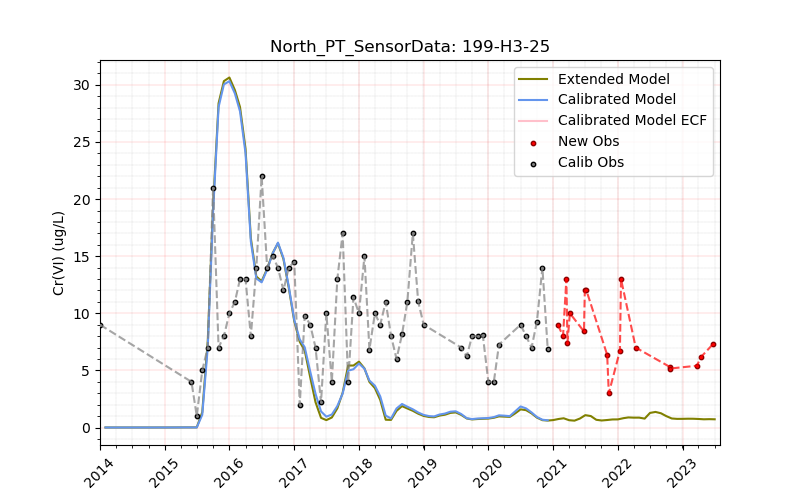 North_PT_SensorData: 199-H3-25
Extended Model
Calibrated Model
Calibrated Model ECF
New Obs
Calib Obs
Cr(VI) (ug/L)
30
25
20
15
10
5
0
2014
2015
2016
2017
2018
2019
2020
2021
2022
2023